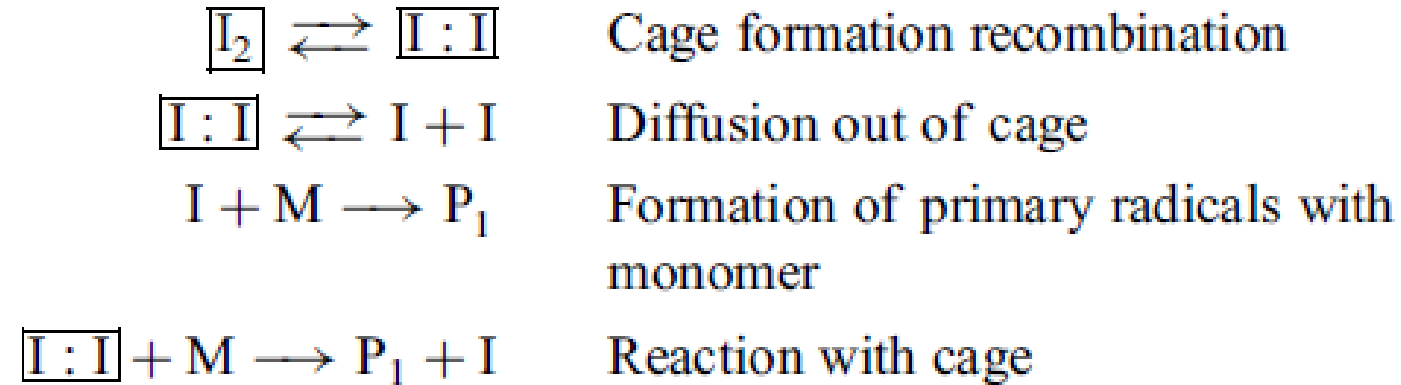 I₂ ⇄ I : I Cage formation recombination
I : I ⇄ I + I Diffusion out of cage
I + M ⟶ P₁ Formation of primary radicals with
monomer
I : I + M ⟶ P₁ + I Reaction with cage